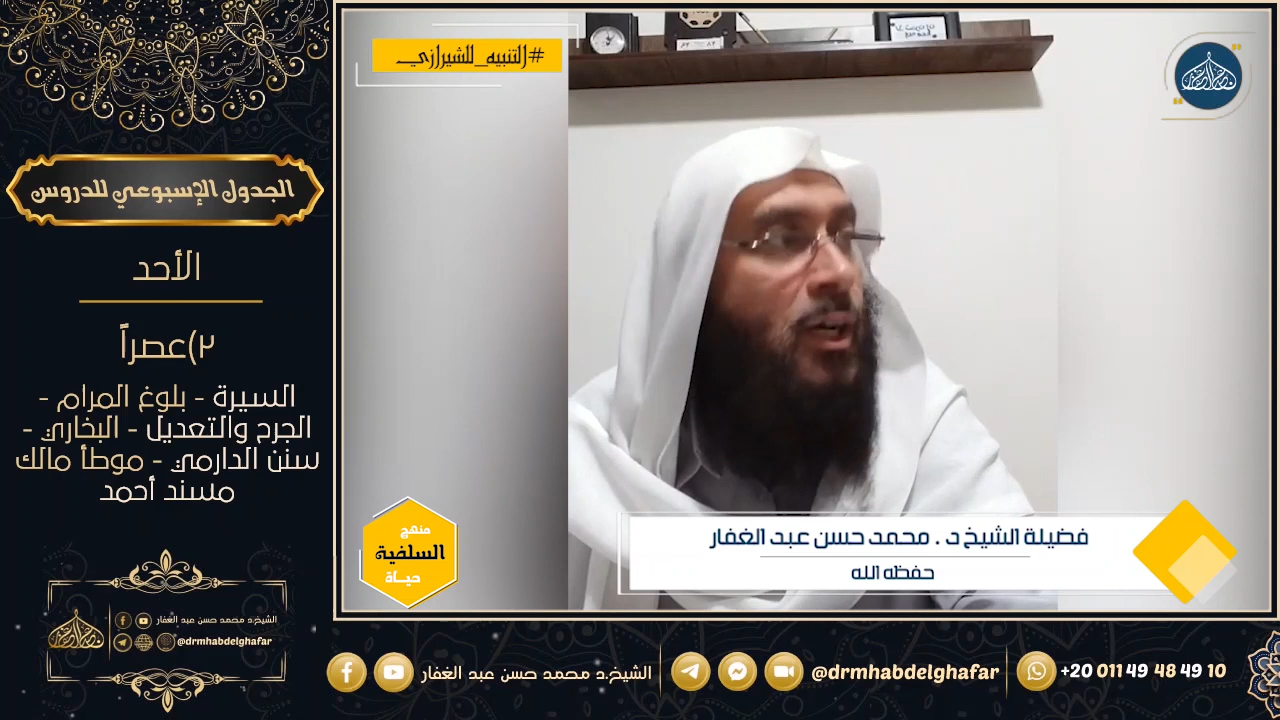 #التنبيه_للشيرازي
الجدول الإسبوعي للدروس
الأحد
٢)عصراً
السيرة - بلوغ المرام -
الجرح والتعديل - البخاري -
سنن الدارمي - موطأ مالك
مسند أحمد
منهج
السلفية
حياة
فضيلة الشيخ د . محمد حسن عبد الغفار
حفظه الله
الشيخ.د محمد حسن عبد الغفار
@drmhabdelghafar
الشيخ.د محمد حسن عبد الغفار
@drmhabdelghafar
+20 011 49 48 49 10